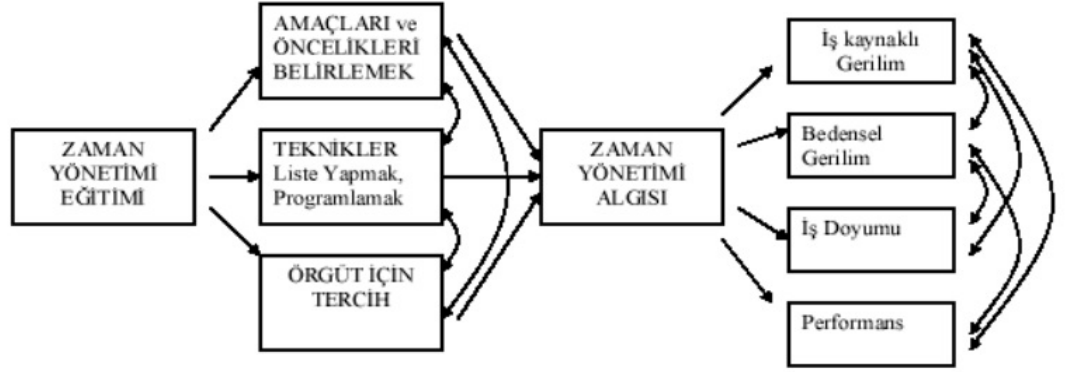 ZAMAN
YÖNETİMİ
EĞİTİMİ
AMAÇLARI ve
ÖNCELİKLERİ
BELİRLEMEK
TEKNİKLER
Liste Yapmak,
Programlamak
ÖRGÜT İÇİN
TERCİH
ZAMAN
YÖNETİMİ
ALGISI
İş kaynaklı
Gerilim
Bedensel
Gerilim
İş Doyumu
Performans